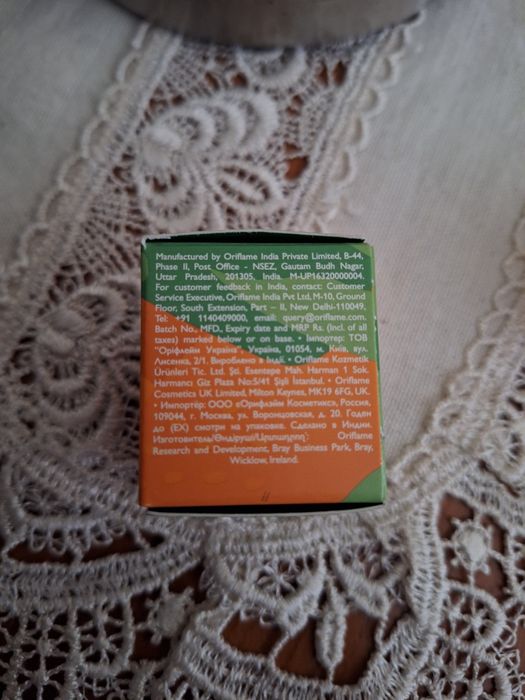 Manufactured by Oriflame India Private Limited, B-44,
Phase II, Post Office - NSEZ, Gautam Budh Nagar,
Uttar Pradesh, 201305, India. M-UP16320000004.
For customer feedback in India, contact: Customer
Service Executive, Oriflame India Pvt Ltd, M-10, Ground
Floor, South Extension, Part – II, New Delhi-110049.
Tel: +91 1140409000, email: query@oriflame.com.
Batch No., MFD., Expiry date and MRP Rs. (Incl. of all
taxes) marked below or on base. • Імпортер: ТОВ
"Оріфлейм Україна", Україна, 01054, м. Київ, вул.
Лисенка, 2/1. Вироблено в Індії. • Oriflame Kozmetik
Ürünleri Tic. Ltd. Şti. Esentepe Mah. Harman 1 Sok.
Harmancı Giz Plaza No:5/41 Şişli İstanbul. • Oriflame
Cosmetics UK Limited, Milton Keynes, MK19 6FG, UK.
• Импортёр: ООО «Орифлэйм Косметикс», Россия,
109044, г. Москва, ул. Воронцовская, д. 20. Годен
до (EX) смотри на упаковке. Сделано в Индии.
Изготовитель/Өндіруші/Արտադրող: Oriflame
Research and Development, Bray Business Park, Bray,
Wicklow, Ireland.